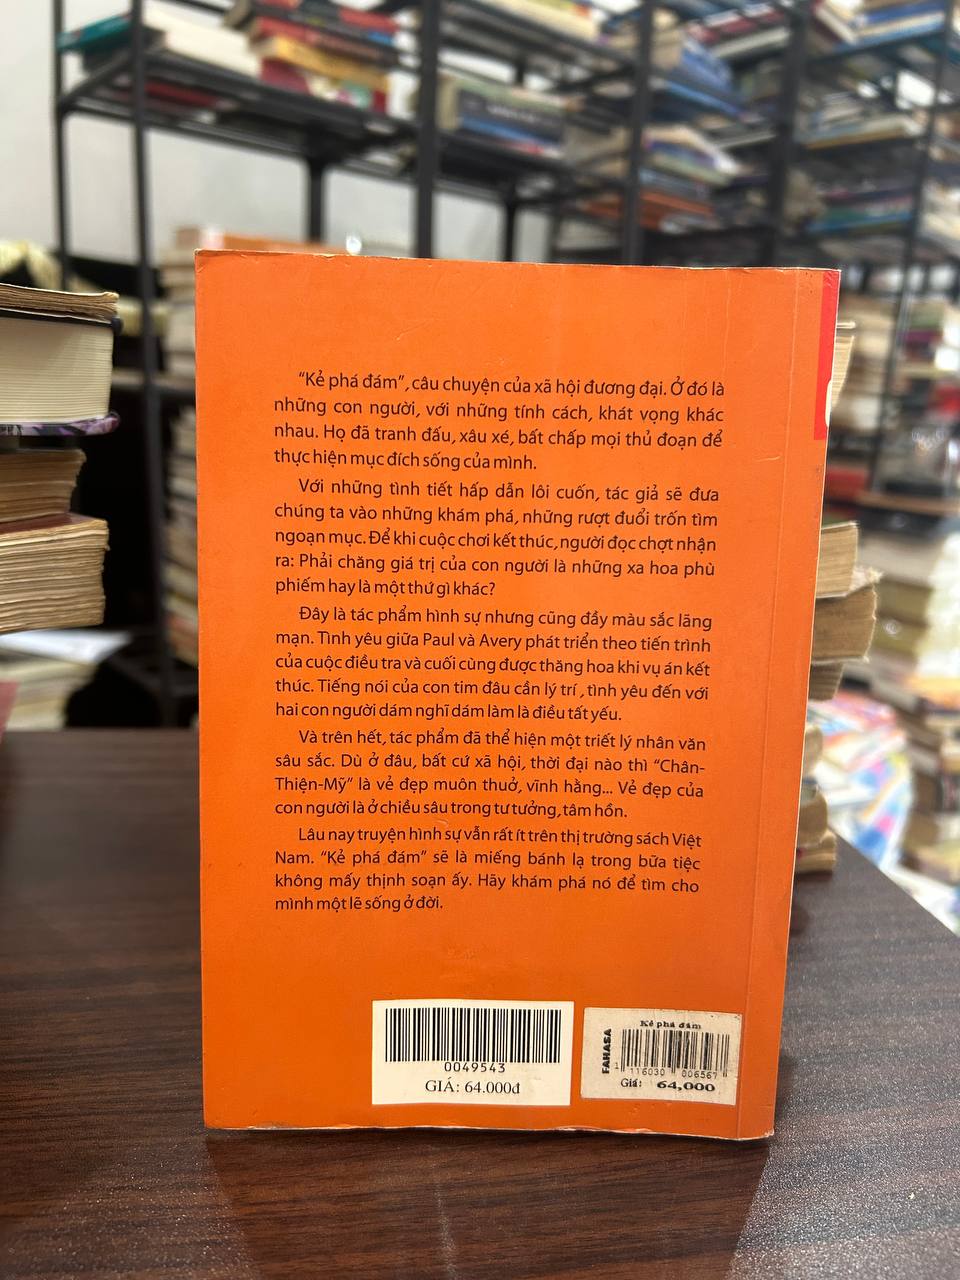 “Kẻ phá đám”, câu chuyện của xã hội đương đại. Ở đó là
những con người, với những tính cách, khát vọng khác
nhau. Họ đã tranh đấu, xâu xé, bất chấp mọi thủ đoạn để
thực hiện mục đích sống của mình.
Với những tình tiết hấp dẫn lôi cuốn, tác giả sẽ đưa
chúng ta vào những khám phá, những rượt đuổi trốn tìm
ngoạn mục. Để khi cuộc chơi kết thúc, người đọc chợt nhận
ra: Phải chăng giá trị của con người là những xa hoa phù
phiếm hay là một thứ gì khác?
Đây là tác phẩm hình sự nhưng cũng đầy màu sắc lãng
mạn. Tình yêu giữa Paul và Avery phát triển theo tiến trình
của cuộc điều tra và cuối cùng được thăng hoa khi vụ án kết
thúc. Tiếng nói của con tim đâu cần lý trí , tình yêu đến với
hai con người dám nghĩ dám làm là điều tất yếu.
Và trên hết, tác phẩm đã thể hiện một triết lý nhân văn
sâu sắc. Dù ở đâu, bất cứ xã hội, thời đại nào thì “Chân-
Thiện-Mỹ” là vẻ đẹp muôn thuở, vĩnh hằng... Vẻ đẹp của
con người là ở chiều sâu trong tư tưởng, tâm hồn.
Lâu nay truyện hình sự vẫn rất ít trên thị trường sách Việt
Nam. “Kẻ phá đám” sẽ là miếng bánh lạ trong bữa tiệc
không mấy thịnh soạn ấy. Hãy khám phá nó để tìm cho
mình một lẽ sống ở đời.
0049543
GIÁ: 64.000đ
Kẻ phá đám
FAHASA
1 116030 006567
Giá: 64,000